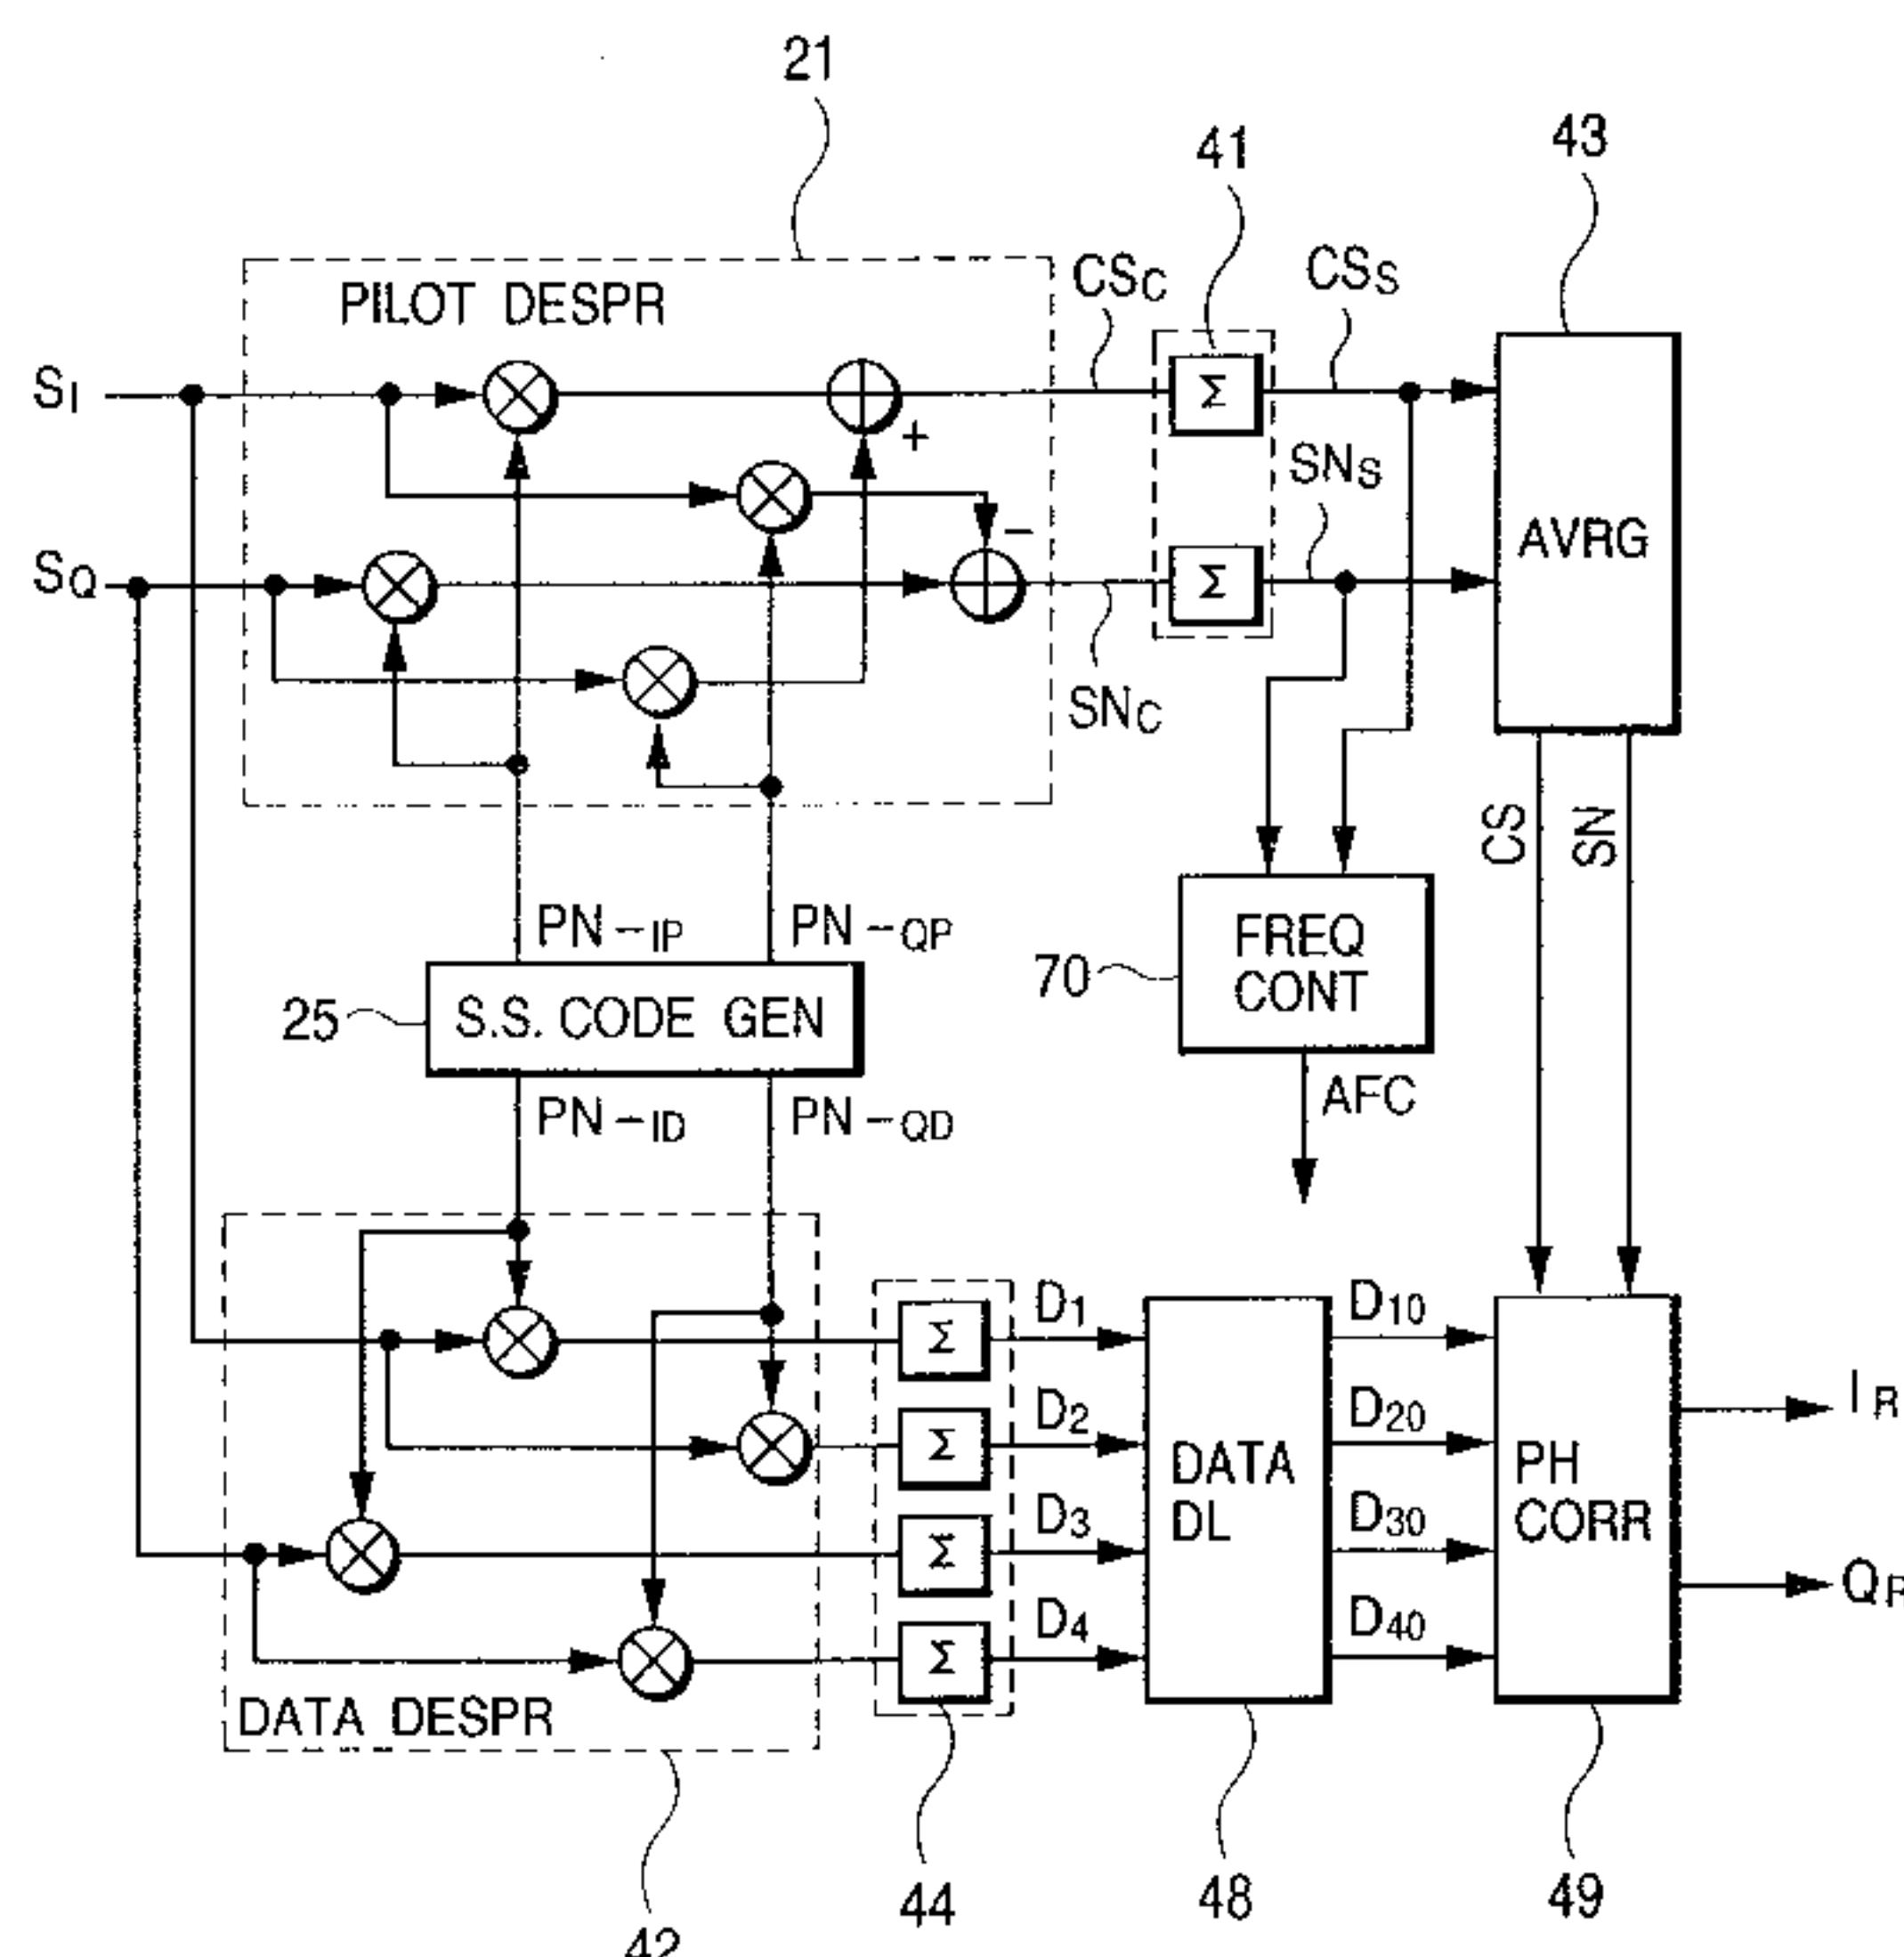 21
41
43
PILOT DESPR
CSC
CSS
SI
+
Σ
SNS
-
AVRG
SQ
Σ
SNC
CS
SN
PN-IP
PN-QP
FREQ
CONT
70
25
S.S. CODE GEN
AFC
PN-ID
PN-QD
Σ
D1
D10
IR
Σ
D2
D20
DATA
DL
PH
CORR
Σ
D3
D30
QR
Σ
D4
D40
DATA DESPR
42
44
48
49